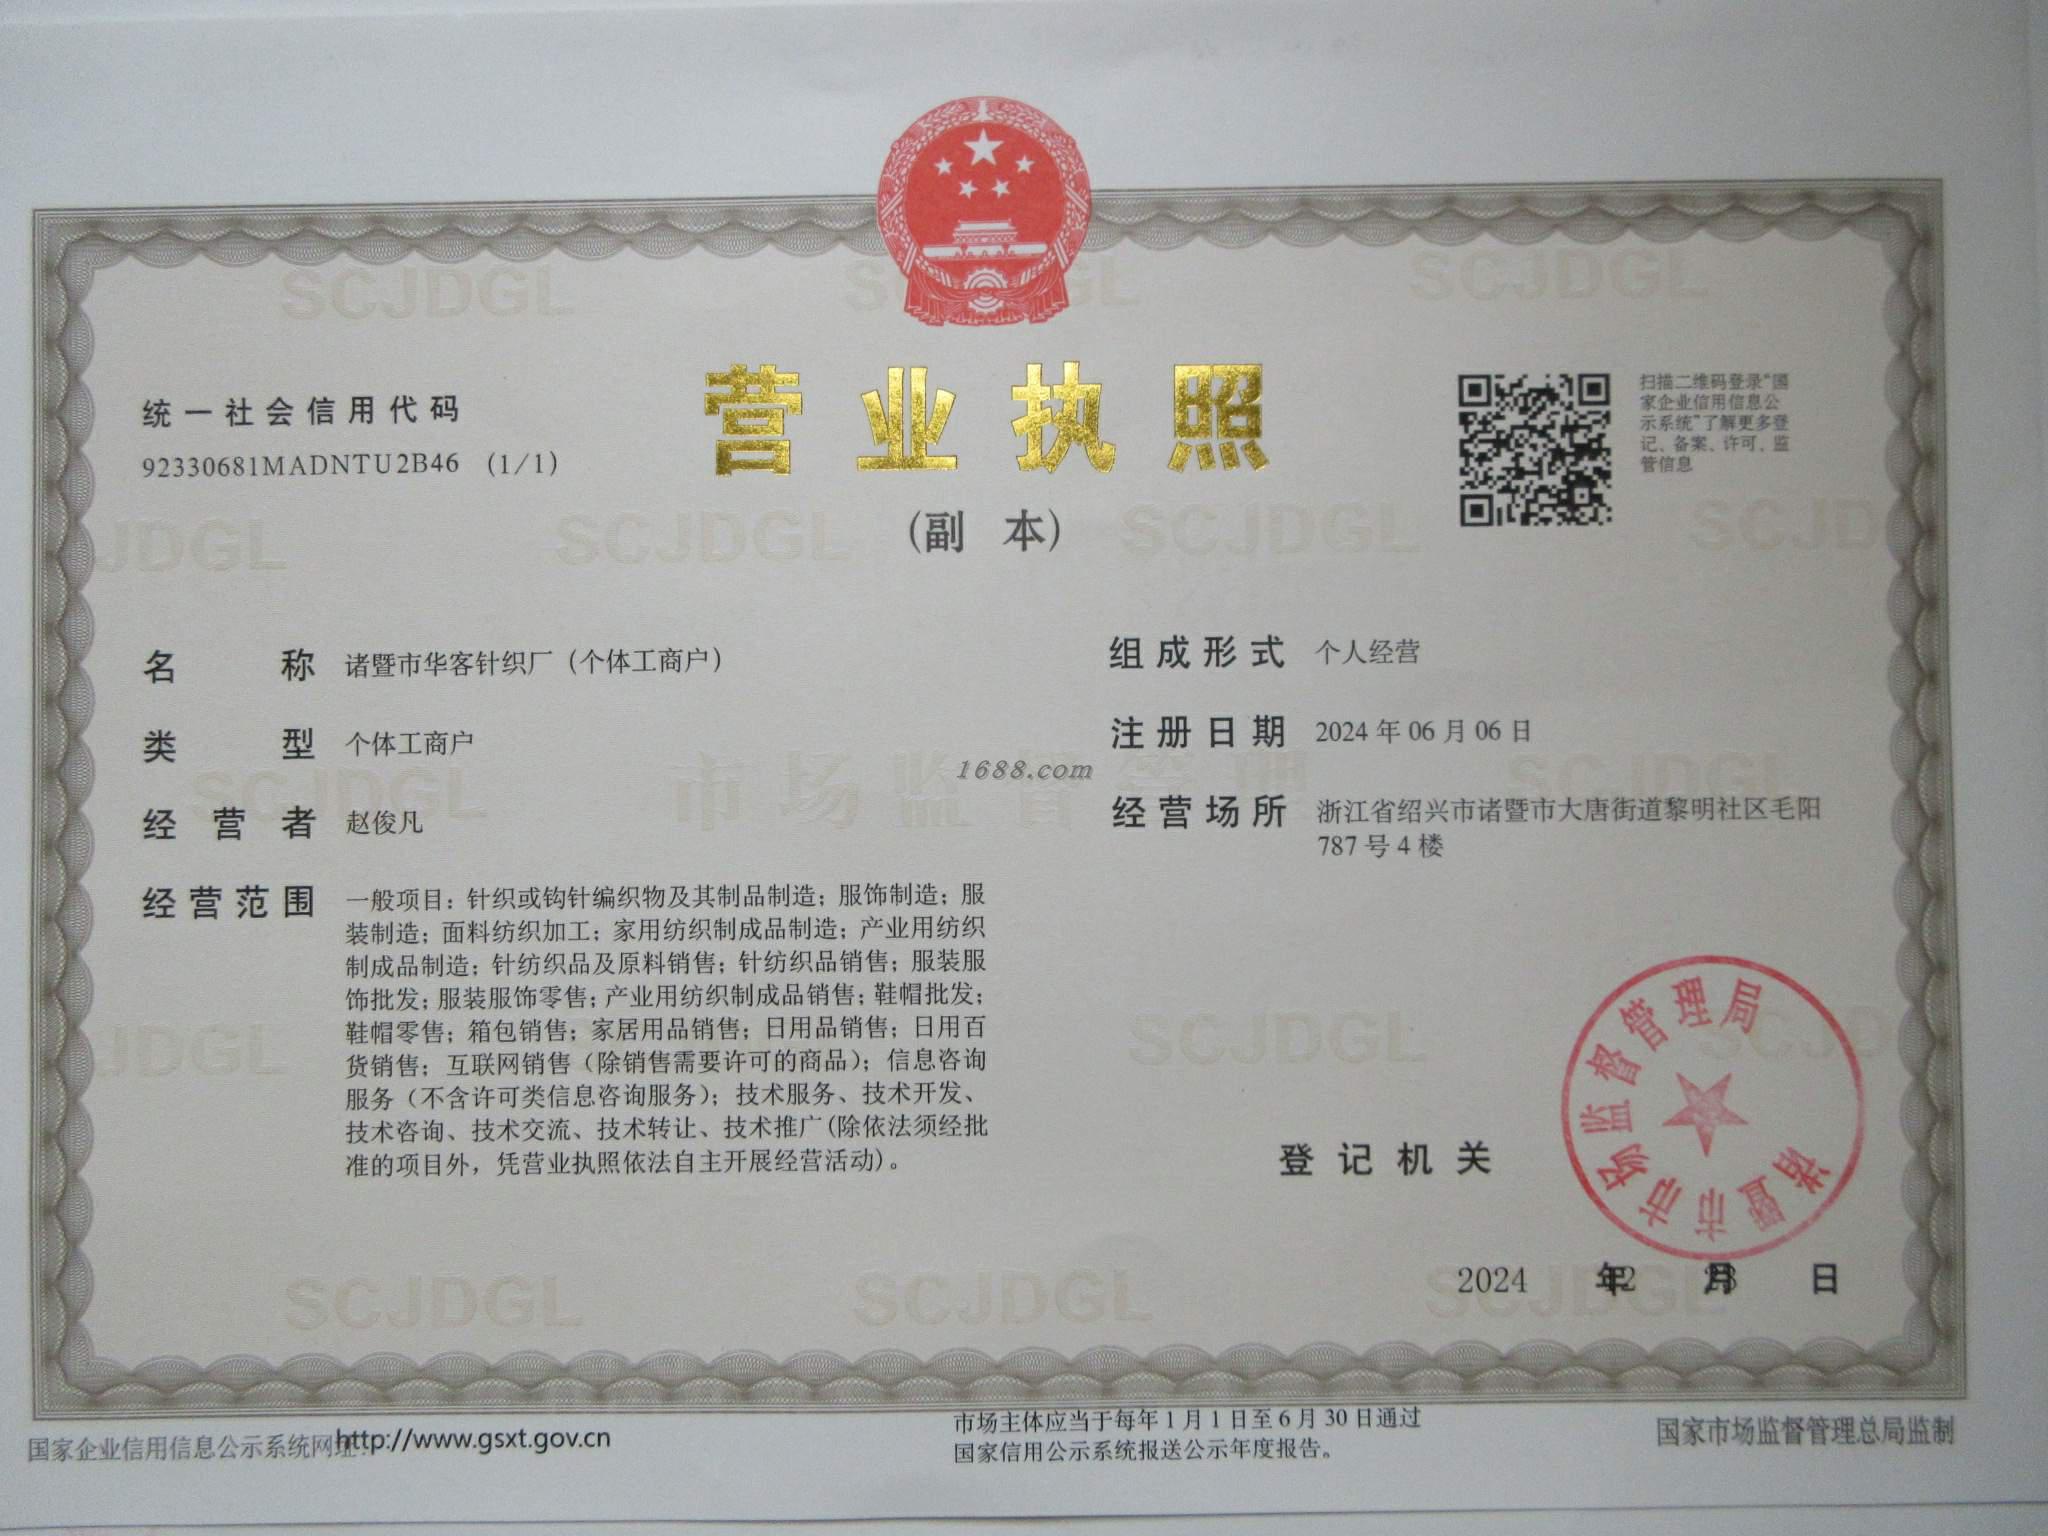 营业执照
(副 本)
统一社会信用代码
92330681MADNTU2B46 (1/1)
扫描二维码登录“国
家企业信用信息公
示系统”了解更多登
记、备案、许可、监
管信息
名 称 诸暨市华客针织厂（个体工商户）
类 型 个体工商户
经 营 者 赵俊凡
经营范围 一般项目：针织或钩针编织物及其制品制造；服饰制造；服
装制造；面料纺织加工；家用纺织制成品制造；产业用纺织
制成品制造；针纺织品及原料销售；针纺织品销售；服装服
饰批发；服装服饰零售；产业用纺织制成品销售；鞋帽批发；
鞋帽零售；箱包销售；家居用品销售；日用品销售；日用百
货销售；互联网销售（除销售需要许可的商品）；信息咨询
服务（不含许可类信息咨询服务）；技术服务、技术开发、
技术咨询、技术交流、技术转让、技术推广(除依法须经批
准的项目外，凭营业执照依法自主开展经营活动)。
组成形式 个人经营
注册日期 2024 年 06 月 06 日
经营场所 浙江省绍兴市诸暨市大唐街道黎明社区毛阳
787 号 4 楼
1688.com
市场监督管理
SCJDGL
登记机关
诸暨市市场监督管理局
2024 年 12 月 日
国家企业信用信息公示系统网址：http://www.gsxt.gov.cn
市场主体应当于每年 1 月 1 日至 6 月 30 日通过
国家信用公示系统报送公示年度报告。
国家市场监督管理总局监制